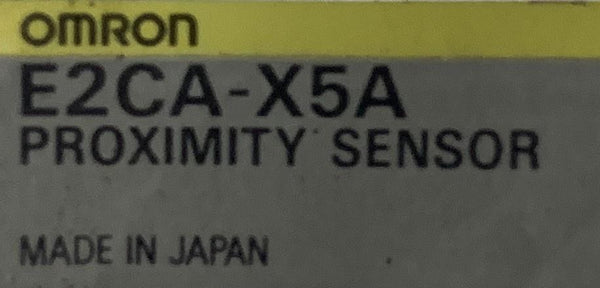 OMRON
E2CA-X5A
PROXIMITY SENSOR
MADE IN JAPAN